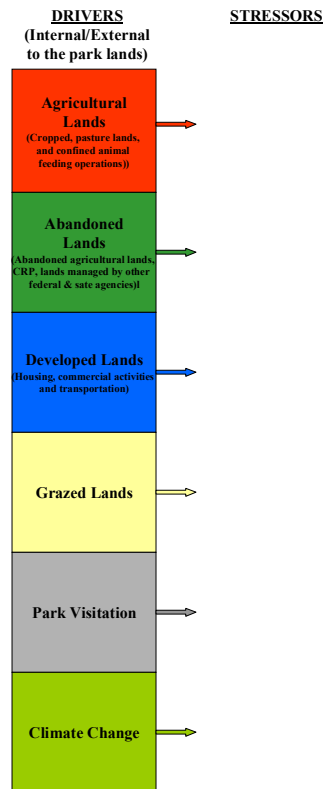 DRIVERS
(Internal/External
to the park lands)
STRESSORS
Agricultural
Lands
(Cropped, pasture lands,
and confined animal
feeding operations))
Abandoned
Lands
(Abandoned agricultural lands,
CRP, lands managed by other
federal & sate agencies)l
Developed Lands
(Housing, commercial activities
and transportation)
Grazed Lands
Park Visitation
Climate Change